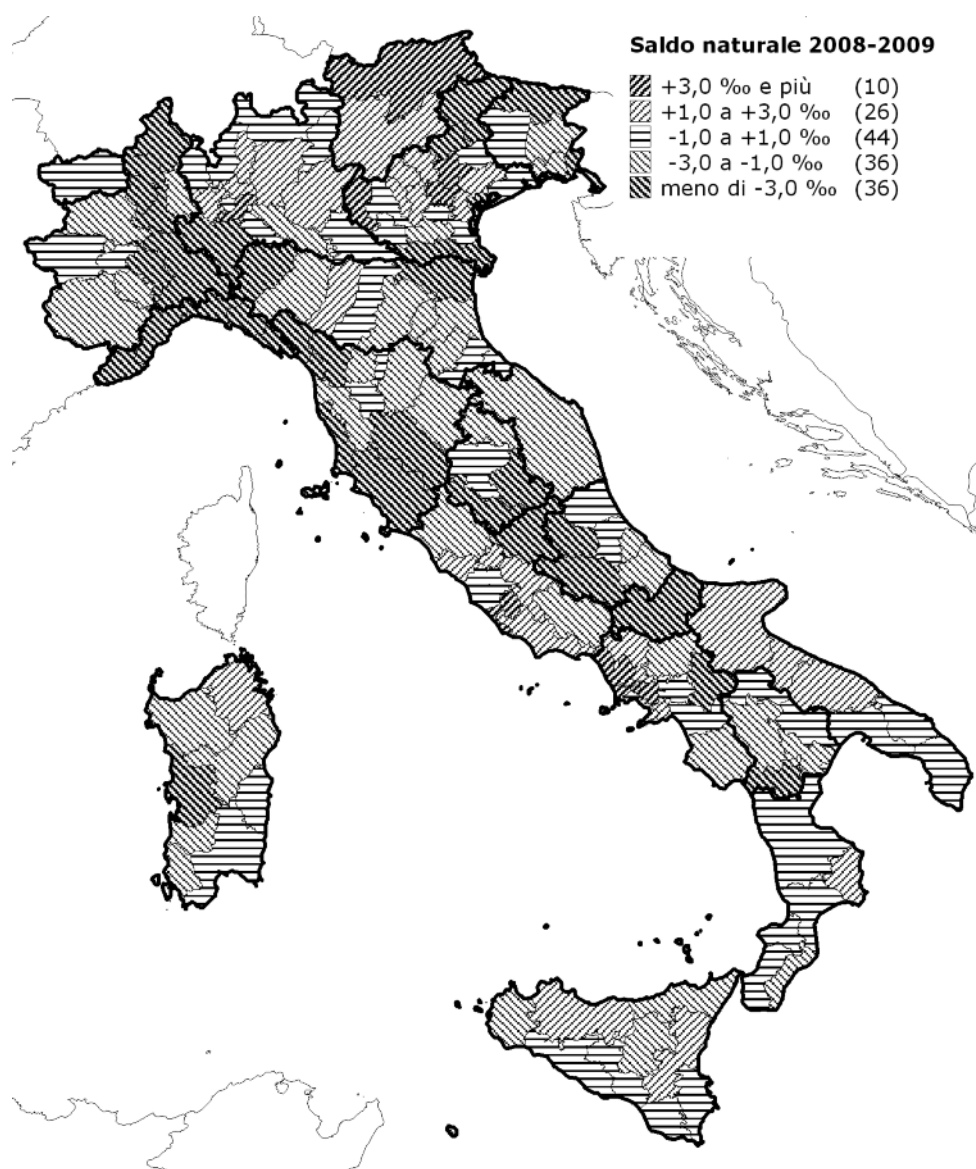 Saldo naturale 2008-2009
+3,0 ‰ e più (10)
+1,0 a +3,0 ‰ (26)
-1,0 a +1,0 ‰ (44)
-3,0 a -1,0 ‰ (36)
meno di -3,0 ‰ (36)